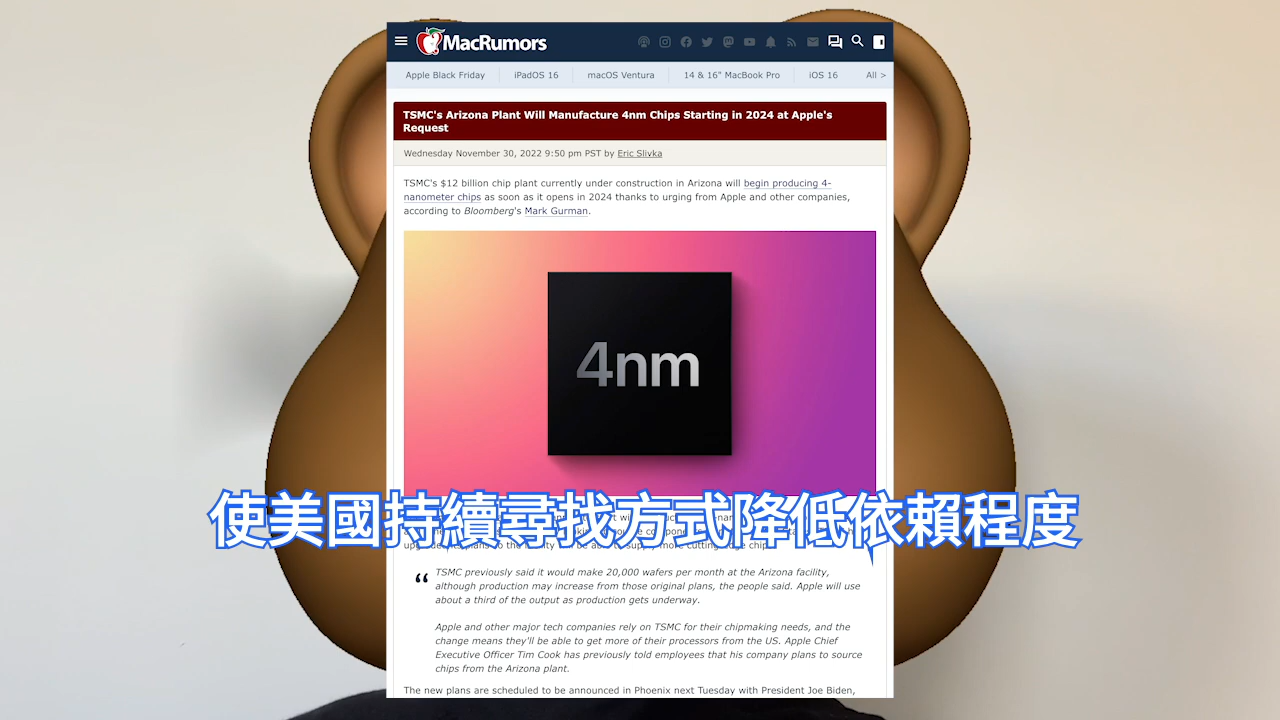 MacRumors
Apple Black Friday
iPadOS 16
macOS Ventura
14 & 16" MacBook Pro
iOS 16
All >
TSMC's Arizona Plant Will Manufacture 4nm Chips Starting in 2024 at Apple's
Request
Wednesday November 30, 2022 9:50 pm PST by Eric Slivka
TSMC's $12 billion chip plant currently under construction in Arizona will begin producing 4-
nanometer chips as soon as it opens in 2024 thanks to urging from Apple and other companies,
according to Bloomberg's Mark Gurman.
4nm
使美國持續尋找方式降低依賴程度
“ TSMC previously said it would make 20,000 wafers per month at the Arizona facility,
although production may increase from those original plans, the people said. Apple will use
about a third of the output as production gets underway.
Apple and other major tech companies rely on TSMC for their chipmaking needs, and the
change means they'll be able to get more of their processors from the US. Apple Chief
Executive Officer Tim Cook has previously told employees that his company plans to source
chips from the Arizona plant.
The new plans are scheduled to be announced in Phoenix next Tuesday with President Joe Biden,